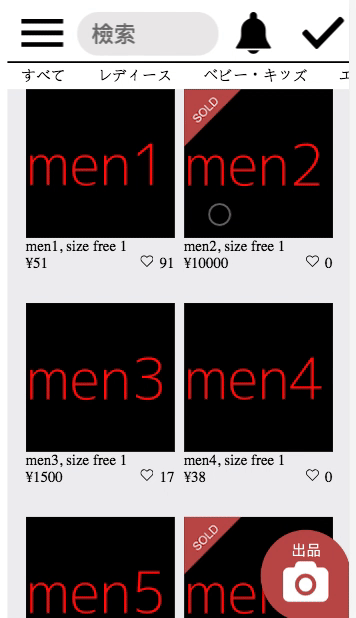 檢索
すべて レディース ベビー・キッズ エ
men1
SOLD
men2
men1, size free 1
¥51 ♡ 91
men2, size free 1
¥10000 ♡ 0
men3
men4
men3, size free 1
¥1500 ♡ 17
men4, size free 1
¥38 ♡ 0
men5
SOLD
出品